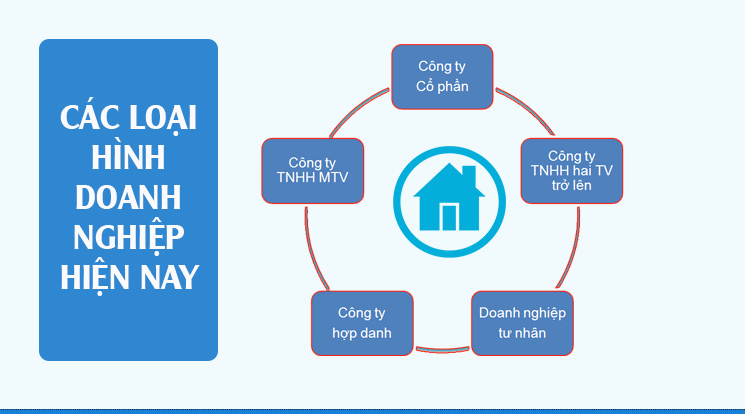 CÁC LOẠI
HÌNH
DOANH
NGHIỆP
HIỆN NAY
Công ty
Cổ phần
Công ty
TNHH hai TV
trở lên
Doanh nghiệp
tư nhân
Công ty
hợp danh
Công ty
TNHH MTV